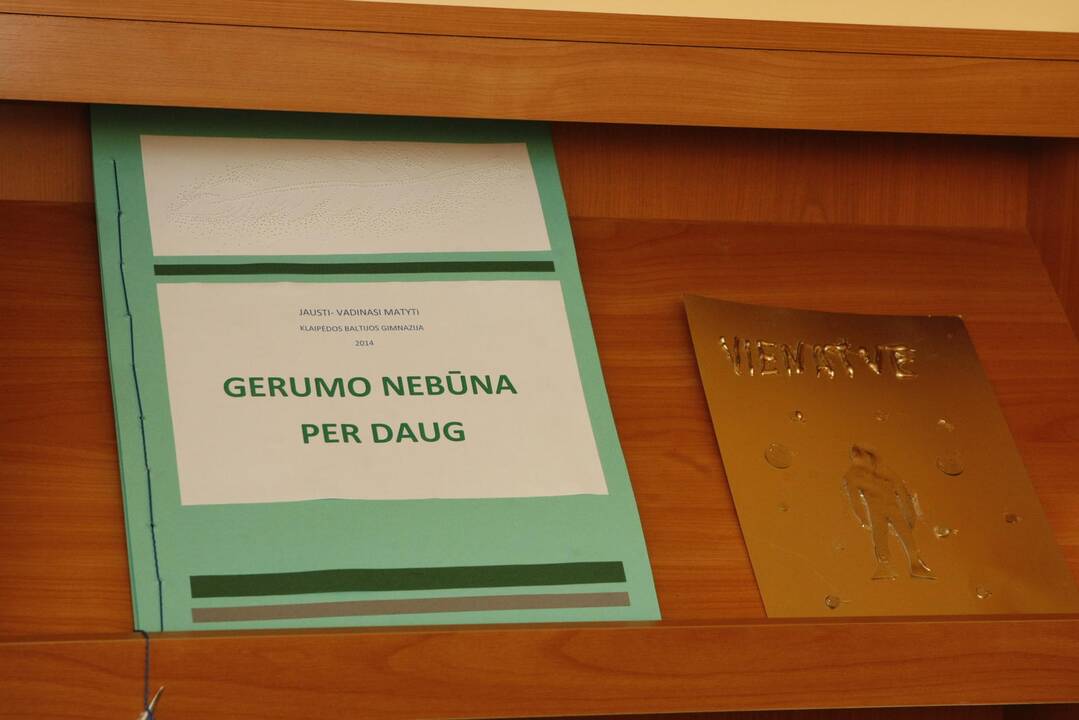 JAUSTI- VADINASI MATYTI
KLAIPĖDOS BALTIJOS GIMNAZIJA
2014
GERUMO NEBŪNA
PER DAUG
VIENATVĖ